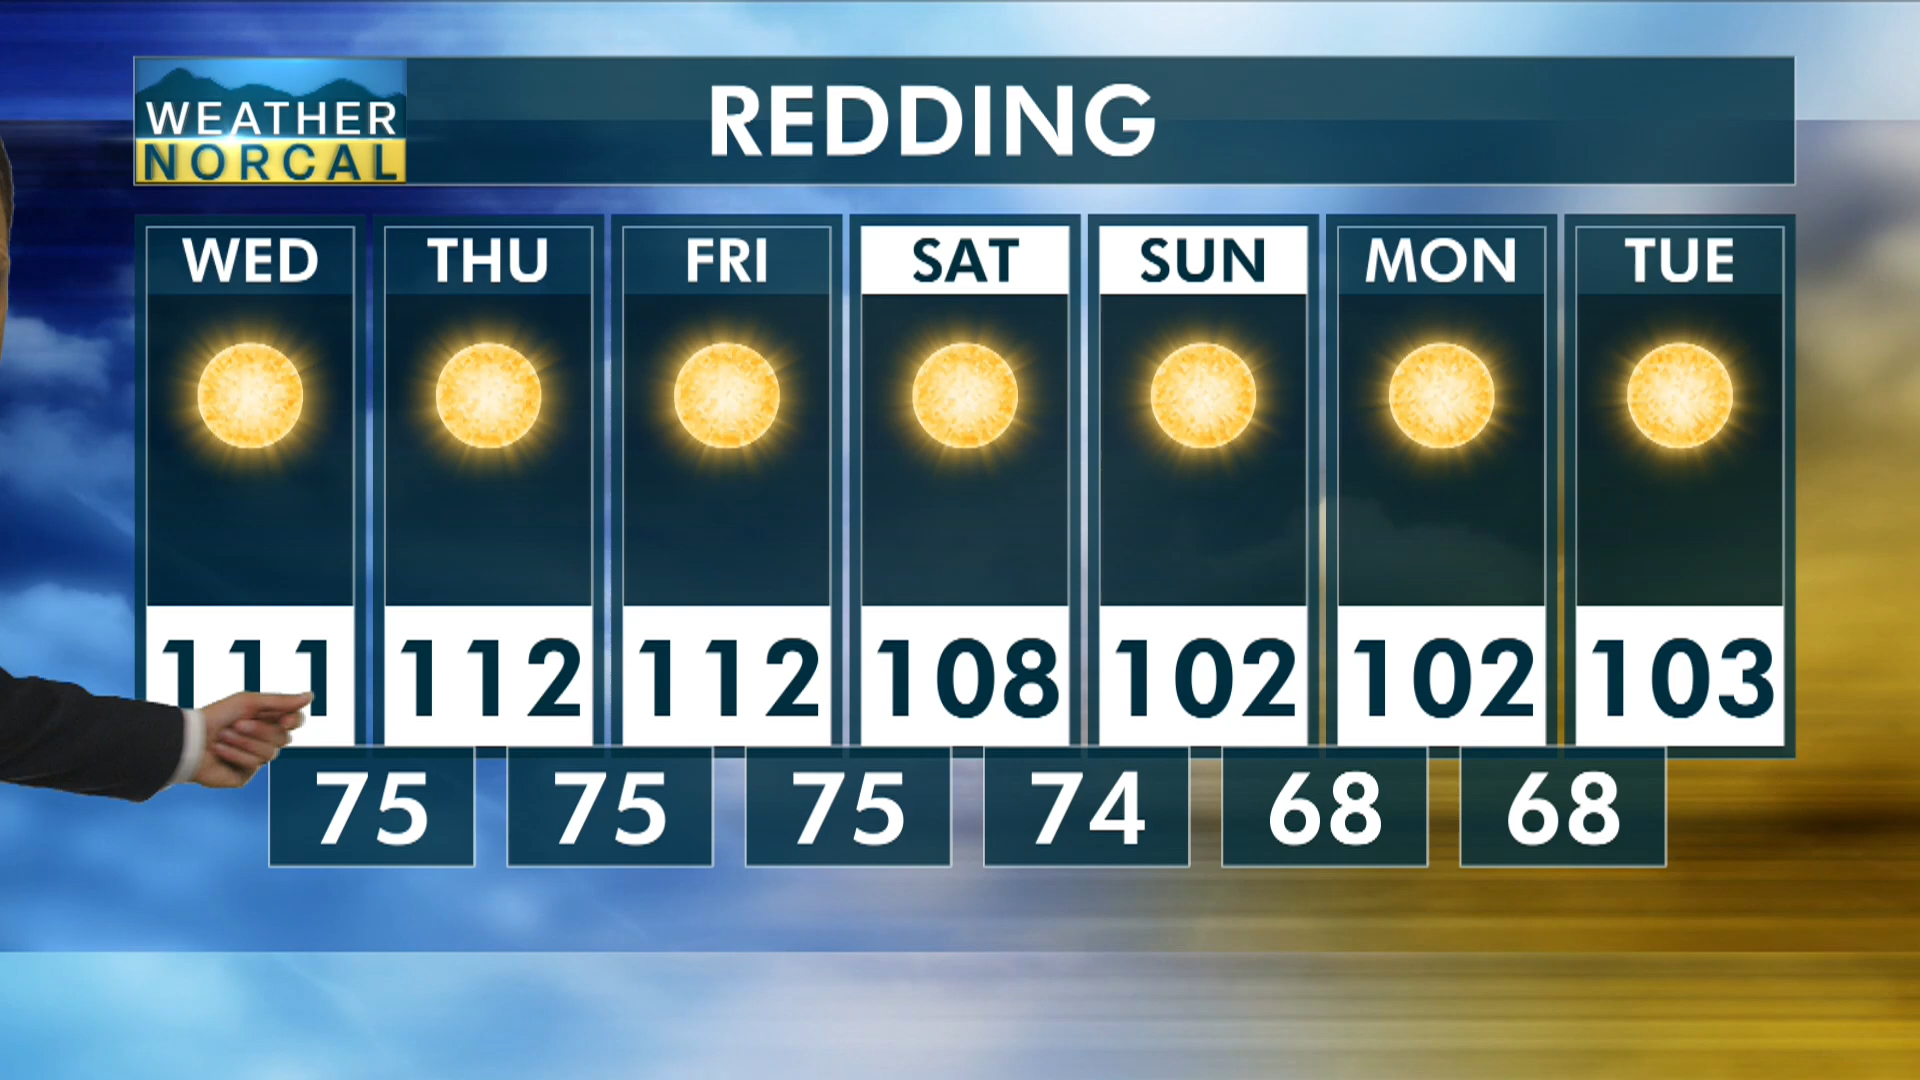 WEATHER
NORCAL
REDDING
WED THU FRI SAT SUN MON TUE
111 112 112 108 102 102 103
75 75 75 74 68 68